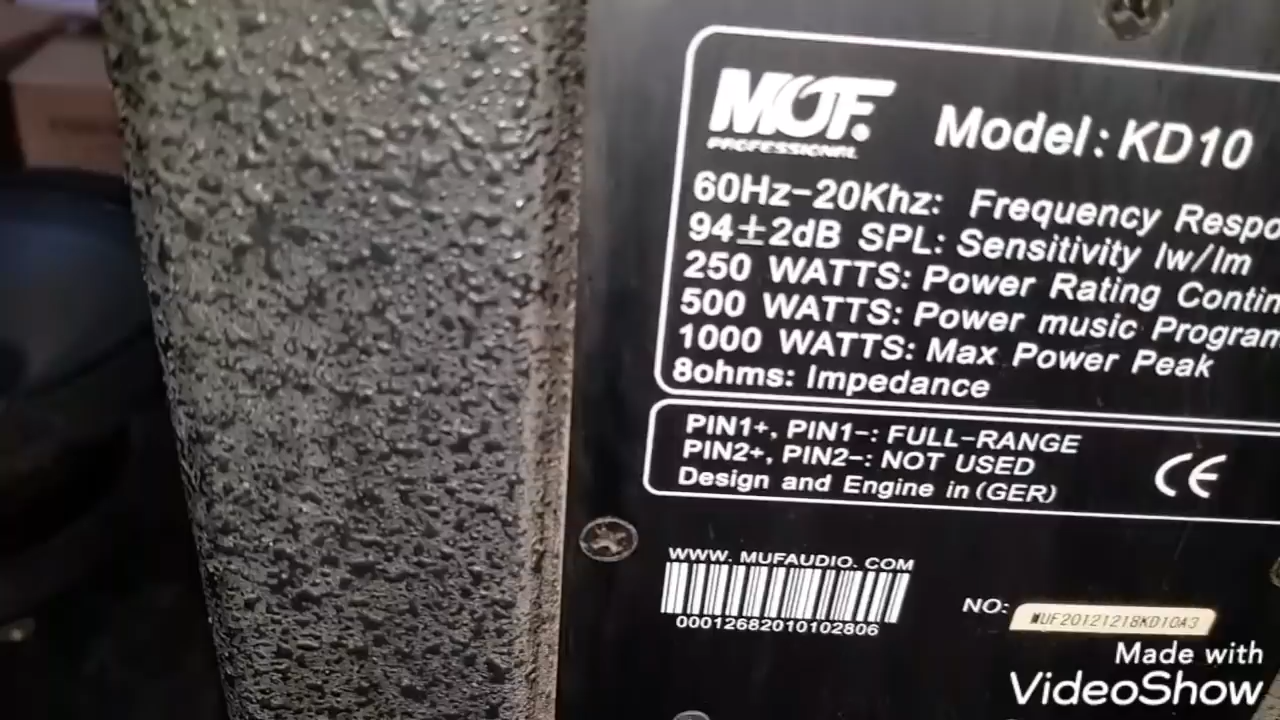 MOF.
PROFESSIONAL
Model: KD10
60Hz-20Khz: Frequency Respo
94±2dB SPL: Sensitivity lw/lm
250 WATTS: Power Rating Contin
500 WATTS: Power music Program
1000 WATTS: Max Power Peak
8ohms: Impedance
PIN1+, PIN1-: FULL-RANGE
PIN2+, PIN2-: NOT USED
Design and Engine in (GER)
CE
WWW. MUFAUDIO. COM
00012682010102806
NO: MUF20121218KD10A3
Made with
VideoShow